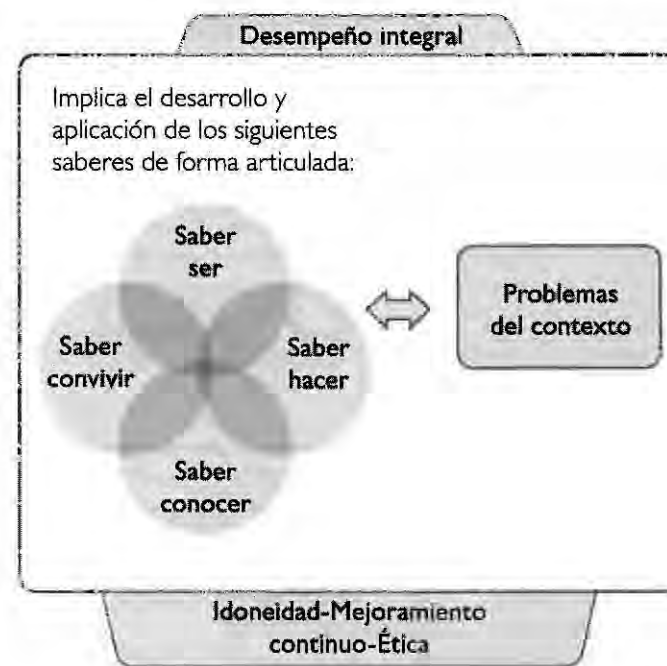 Desempeño integral
Implica el desarrollo y
aplicación de los siguientes
saberes de forma articulada:
Saber
ser
Saber
convivir
Saber
hacer
Saber
conocer
Problemas
del contexto
Idoneidad-Mejoramiento
continuo-Ética